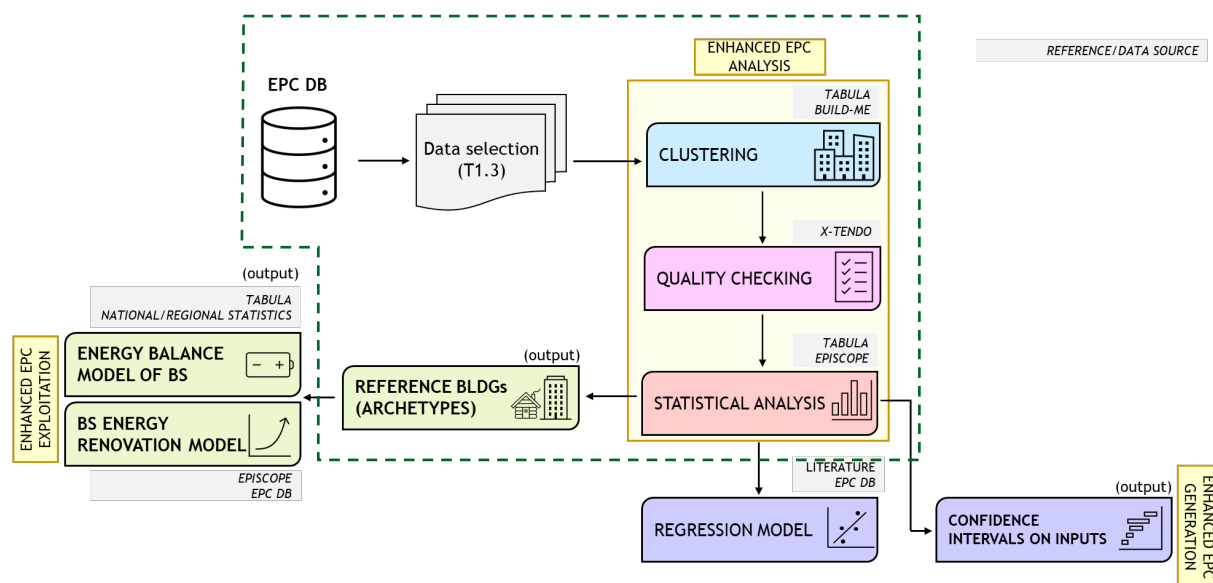 ENHANCED EPC
ANALYSIS
REFERENCE/DATA SOURCE
EPC DB
Data selection
(T1.3)
TABULA
BUILD-ME
CLUSTERING
X-TENDO
QUALITY CHECKING
TABULA
EPISCOPE
STATISTICAL ANALYSIS
(output)
REFERENCE BLDGs
(ARCHETYPES)
(output)
TABULA
NATIONAL/REGIONAL STATISTICS
ENHANCED EPC
EXPLOITATION
ENERGY BALANCE
MODEL OF BS
BS ENERGY
RENOVATION MODEL
EPISCOPE
EPC DB
LITERATURE
EPC DB
REGRESSION MODEL
(output)
CONFIDENCE
INTERVALS ON INPUTS
ENHANCED EPC
GENERATION